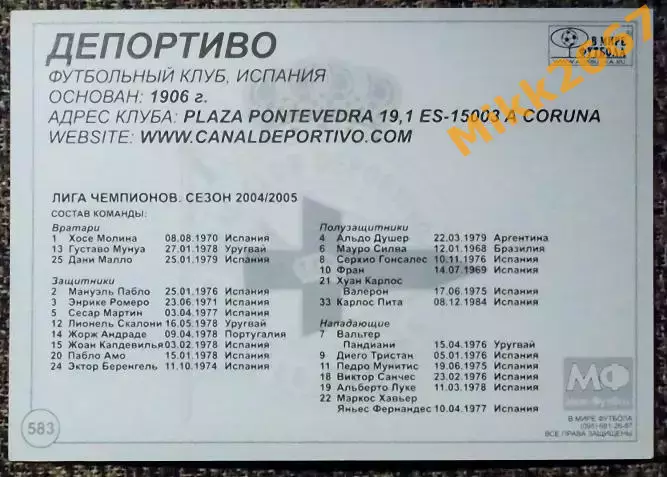 ДЕПОРТИВО
ФУТБОЛЬНЫЙ КЛУБ, ИСПАНИЯ
ОСНОВАН: 1906 г.
АДРЕС КЛУБА: PLAZA PONTEVEDRA 19,1 ES-15003 A CORUNA
WEBSITE: WWW.CANALDEPORTIVO.COM
В МИРЕ
ФУТБОЛА
Mikk2667
ЛИГА ЧЕМПИОНОВ. СЕЗОН 2004/2005
СОСТАВ КОМАНДЫ:
Вратари
1 Хосе Молина 08.08.1970 Испания
13 Густаво Мунуа 27.01.1978 Уругвай
25 Дани Малло 25.01.1979 Испания
Защитники
2 Мануэль Пабло 25.01.1976 Испания
3 Энрике Ромеро 23.06.1971 Испания
5 Сесар Мартин 03.04.1977 Испания
12 Лионель Скалони 16.05.1978 Уругвай
14 Жорж Андраде 09.04.1978 Португалия
15 Жоан Капдевилья 03.02.1978 Испания
20 Пабло Амо 15.01.1978 Испания
24 Эктор Беренгель 11.10.1974 Испания
Полузащитники
4 Альдо Душер 22.03.1979 Аргентина
6 Мауро Силва 12.01.1968 Бразилия
8 Серхио Гонсалес 10.11.1976 Испания
10 Фран 14.07.1969 Испания
21 Хуан Карлос
Валерон 17.06.1975 Испания
33 Карлос Пита 08.12.1984 Испания
Нападающие
7 Вальтер
Пандиани 15.04.1976 Уругвай
9 Диего Тристан 05.01.1976 Испания
11 Педро Мунитис 19.06.1975 Испания
18 Виктор Санчес 23.02.1976 Испания
19 Альберто Луке 11.03.1978 Испания
22 Маркос Хавьер
Яньес Фернандес 10.04.1977 Испания
583
МФ
В МИРЕ ФУТБОЛА
(095) 681-26-87
ВСЕ ПРАВА ЗАЩИЩЕНЫ